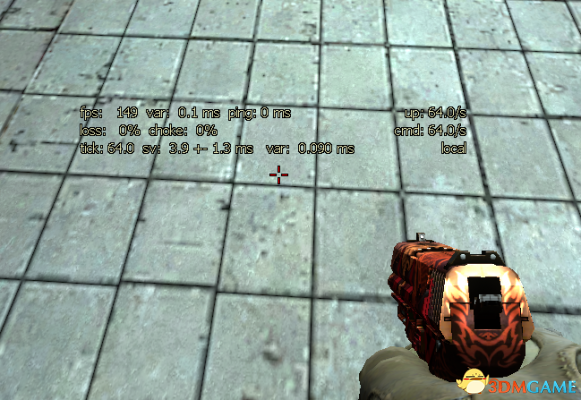 fps: 149 var: 0.1 ms ping: 0 ms up: 64.0/s
loss: 0% choke: 0% cmd: 64.0/s
tick: 64.0 sv: 3.9 +- 1.3 ms var: 0.090 ms local
3DMGAME